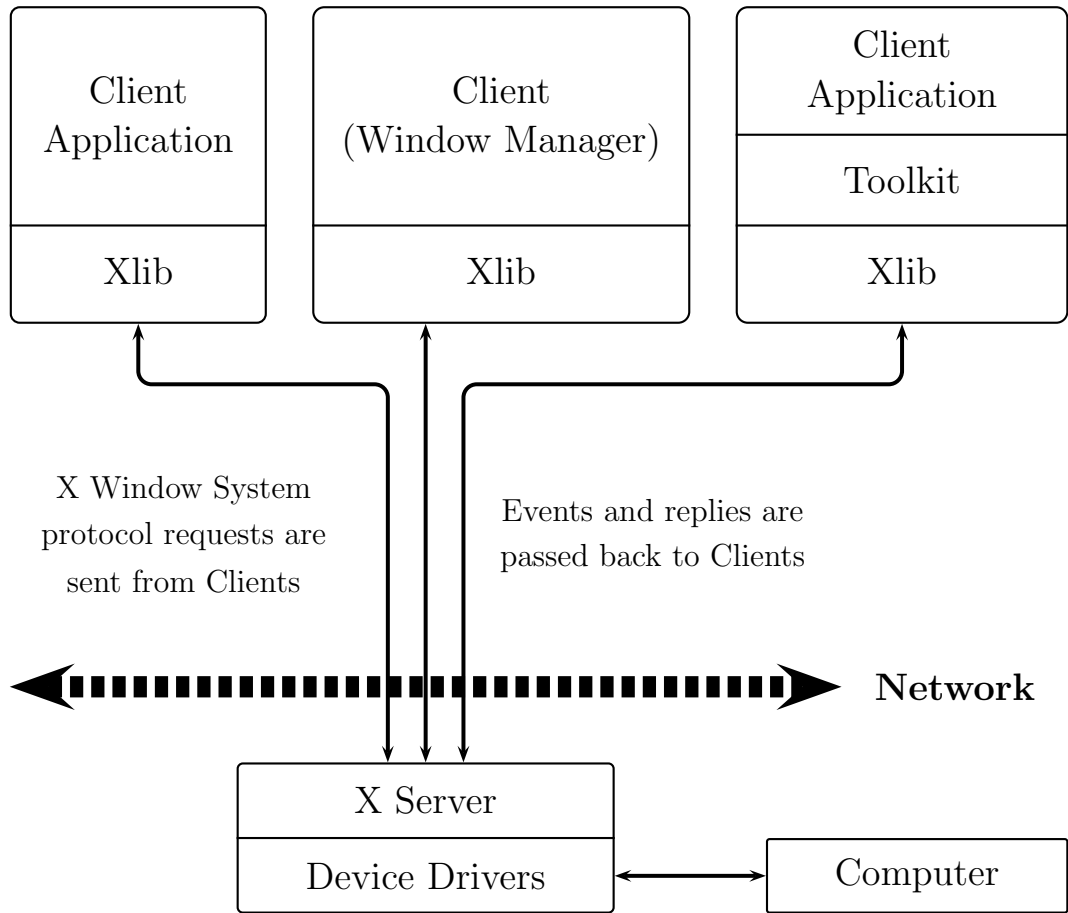 Client
Application
Xlib
Client
(Window Manager)
Xlib
Client
Application
Toolkit
Xlib
X Window System
protocol requests are
sent from Clients
Events and replies are
passed back to Clients
Network
X Server
Device Drivers
Computer